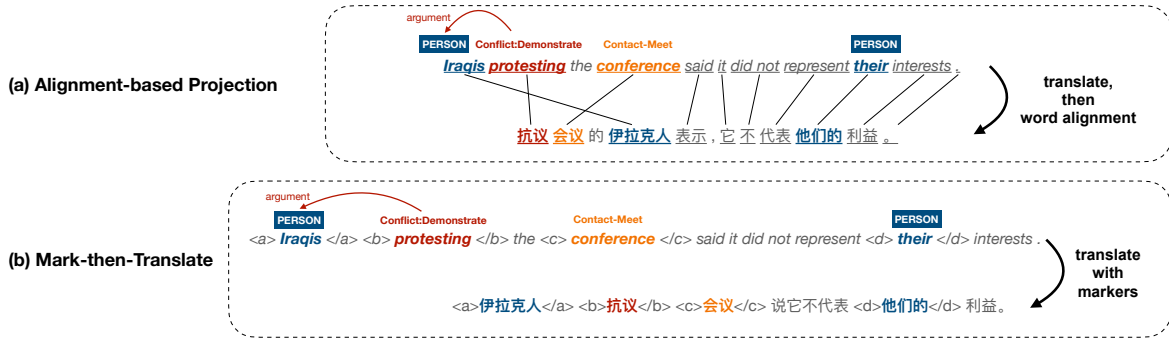 argument
PERSON
Conflict:Demonstrate
Contact-Meet
PERSON
Iraqis protesting the conference said it did not represent their interests .
(a) Alignment-based Projection
translate,
then
word alignment
抗议 会议 的 伊拉克人 表示 , 它 不 代表 他们的 利益 。
argument
PERSON
Conflict:Demonstrate
Contact-Meet
PERSON
<a> Iraqis </a> <b> protesting </b> the <c> conference </c> said it did not represent <d> their </d> interests .
(b) Mark-then-Translate
translate
with
markers
<a>伊拉克人</a> <b>抗议</b> <c>会议</c> 说它不代表 <d>他们的</d> 利益。